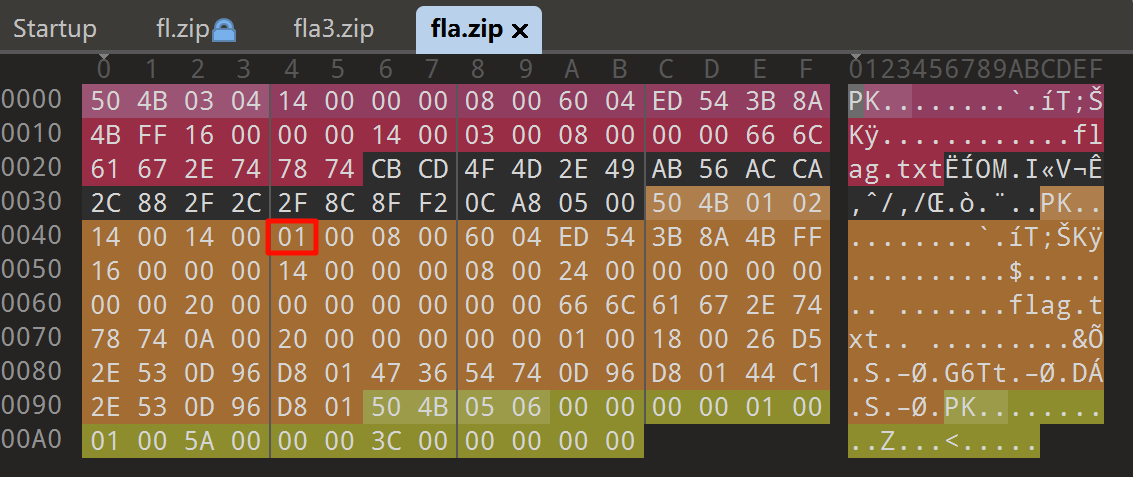 Startup fl.zip fla3.zip fla.zip ×
0 1 2 3 4 5 6 7 8 9 A B C D E F 0123456789ABCDEF
0000 50 4B 03 04 14 00 00 00 08 00 60 04 ED 54 3B 8A PK........`.íT;Š
0010 4B FF 16 00 00 00 14 00 03 00 08 00 00 00 66 6C Kÿ............fl
0020 61 67 2E 74 78 74 CB CD 4F 4D 2E 49 AB 56 AC CA ag.txtËÍOM.I«V¬Ê
0030 2C 88 2F 2C 2F 8C 8F F2 0C A8 05 00 50 4B 01 02 ,ˆ/,/Œ.ò.¨..PK..
0040 14 00 14 00 01 00 08 00 60 04 ED 54 3B 8A 4B FF ........`.íT;ŠKÿ
0050 16 00 00 00 14 00 00 00 08 00 24 00 00 00 00 00 ..........$.....
0060 00 00 20 00 00 00 00 00 00 00 66 6C 61 67 2E 74 .. .......flag.t
0070 78 74 0A 00 20 00 00 00 00 00 01 00 18 00 26 D5 xt.. .........&Õ
0080 2E 53 0D 96 D8 01 47 36 54 74 0D 96 D8 01 44 C1 .S.–Ø.G6Tt.–Ø.DÁ
0090 2E 53 0D 96 D8 01 50 4B 05 06 00 00 00 00 01 00 .S.–Ø.PK........
00A0 01 00 5A 00 00 00 3C 00 00 00 00 00 ..Z...<.....